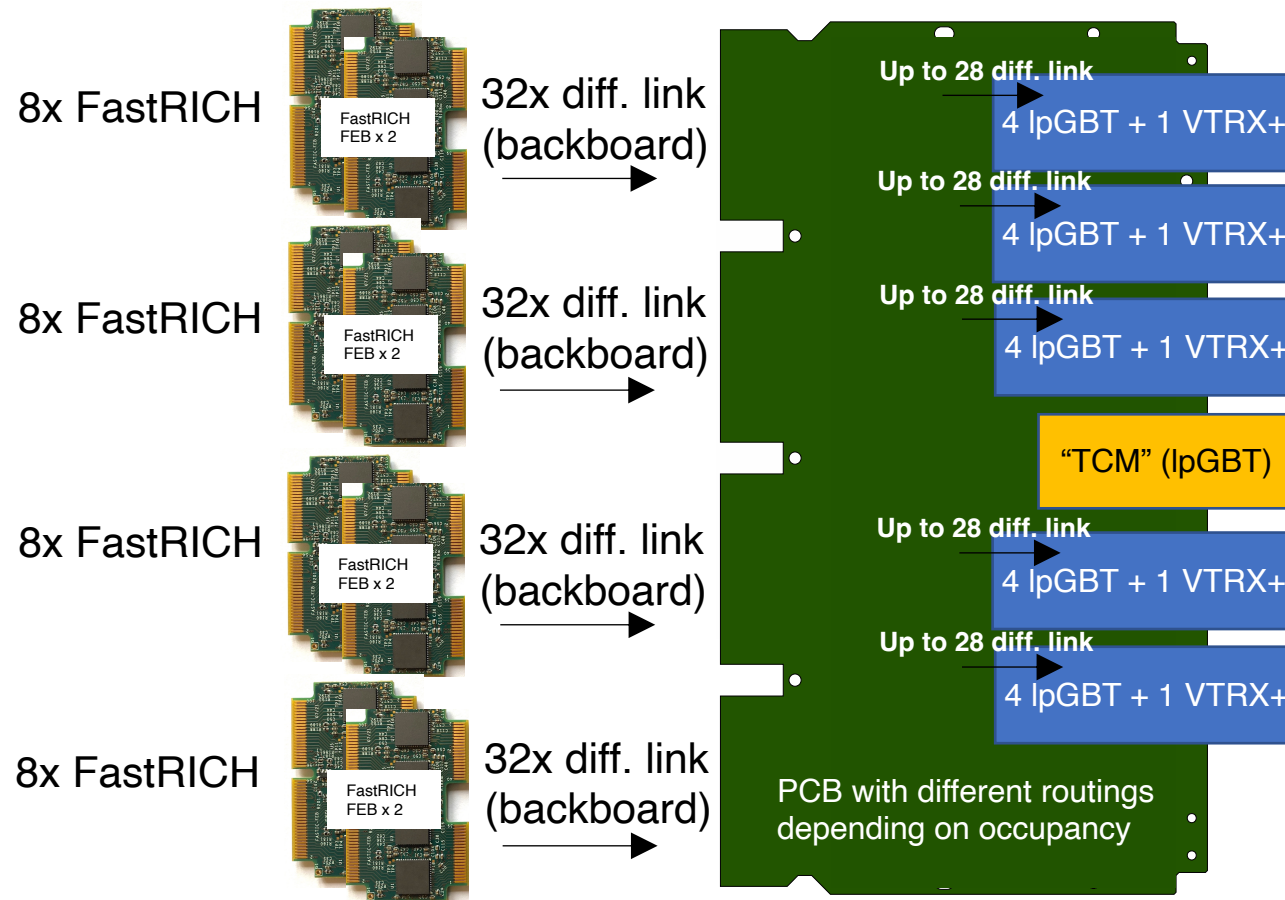 8x FastRICH
FastRICH
FEB x 2
32x diff. link
(backboard)
8x FastRICH
FastRICH
FEB x 2
32x diff. link
(backboard)
8x FastRICH
FastRICH
FEB x 2
32x diff. link
(backboard)
8x FastRICH
FastRICH
FEB x 2
32x diff. link
(backboard)
Up to 28 diff. link
4 lpGBT + 1 VTRX+
Up to 28 diff. link
4 lpGBT + 1 VTRX+
Up to 28 diff. link
4 lpGBT + 1 VTRX+
“TCM” (lpGBT)
Up to 28 diff. link
4 lpGBT + 1 VTRX+
Up to 28 diff. link
4 lpGBT + 1 VTRX+
PCB with different routings
depending on occupancy